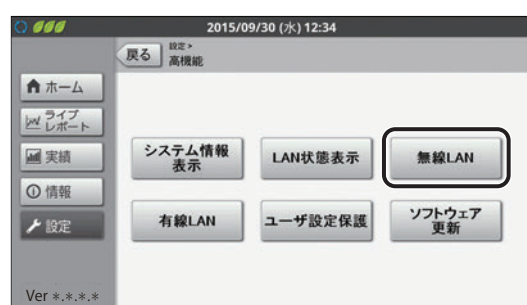 2015/09/30 (水) 12:34
戻る
設定 >
高機能
ホーム
ライブ
レポート
実績
情報
設定
システム情報
表示
LAN状態表示
無線LAN
有線LAN
ユーザ設定保護
ソフトウェア
更新
Ver *.*.*.*